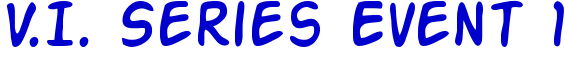 V.I. SERIES EVENT 1